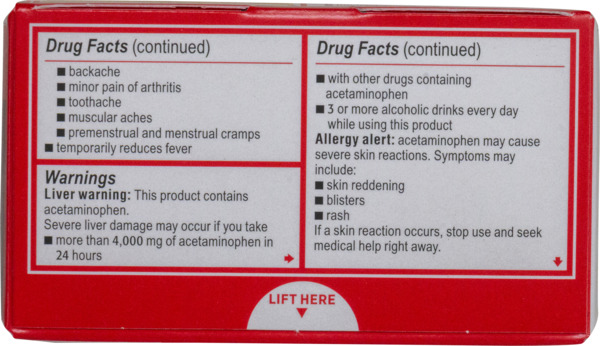 Drug Facts (continued)
■ backache
■ minor pain of arthritis
■ toothache
■ muscular aches
■ premenstrual and menstrual cramps
■ temporarily reduces fever
Warnings
Liver warning: This product contains
acetaminophen.
Severe liver damage may occur if you take
■ more than 4,000 mg of acetaminophen in
24 hours
Drug Facts (continued)
■ with other drugs containing
acetaminophen
■ 3 or more alcoholic drinks every day
while using this product
Allergy alert: acetaminophen may cause
severe skin reactions. Symptoms may
include:
■ skin reddening
■ blisters
■ rash
If a skin reaction occurs, stop use and seek
medical help right away.
LIFT HERE